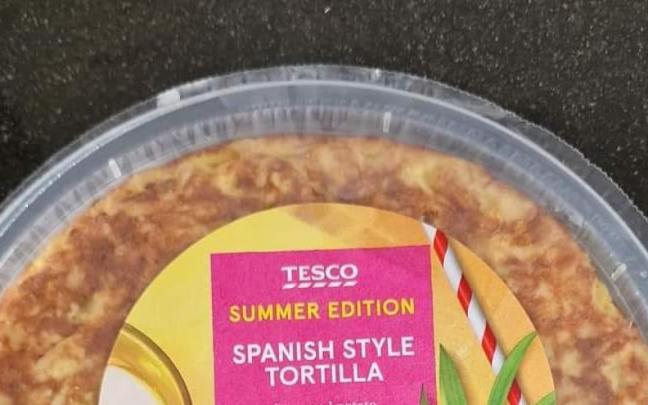 TESCO
SUMMER EDITION
SPANISH STYLE
TORTILLA